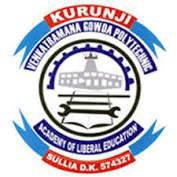 KURUNJI
VENKATRAMANA GOWDA POLYTECHNIC
ACADEMY OF LIBERAL EDUCATION
SULLIA D.K. 574327